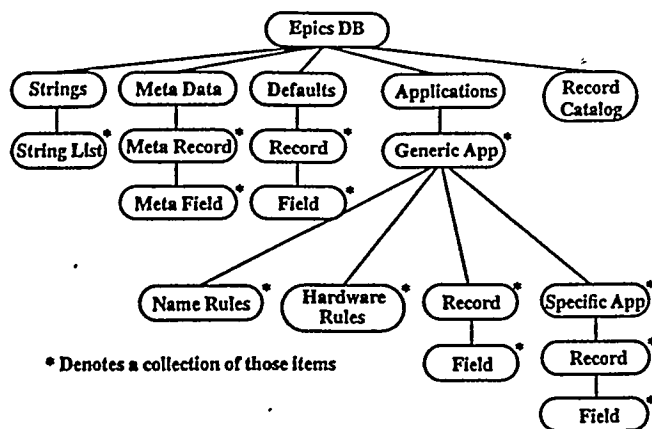 Epics DB
Strings
Meta Data
Defaults
Applications
Record
Catalog
String List*
Meta Record*
Record*
Generic App*
Meta Field*
Field*
Name Rules*
Hardware
Rules*
Record*
Specific App*
* Denotes a collection of those items
Field*
Record*
Field*